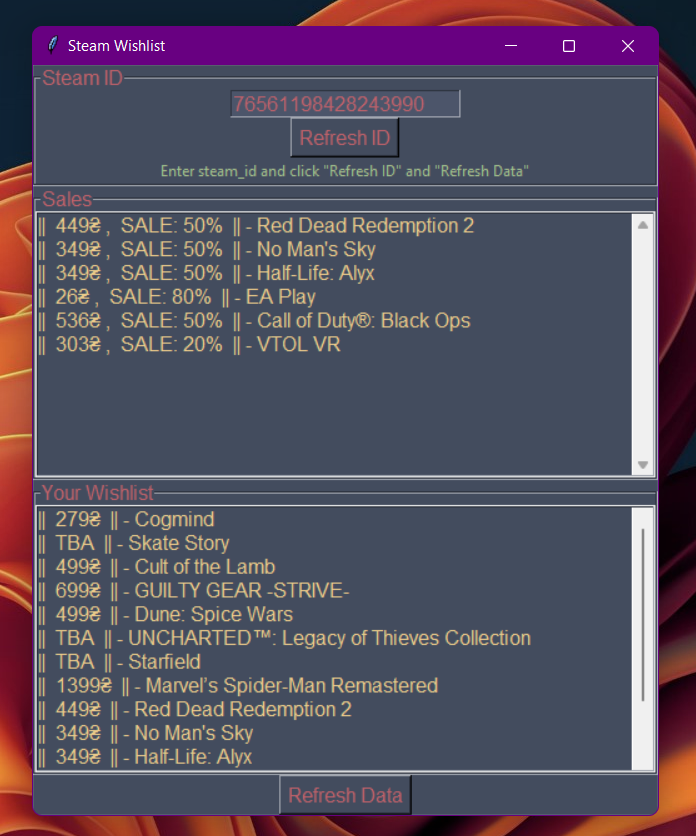 Steam Wishlist
Steam ID
76561198428243990
Refresh ID
Enter steam_id and click "Refresh ID" and "Refresh Data"
Sales
|| 449₴ , SALE: 50% || - Red Dead Redemption 2
|| 349₴ , SALE: 50% || - No Man's Sky
|| 349₴ , SALE: 50% || - Half-Life: Alyx
|| 26₴ , SALE: 80% || - EA Play
|| 536₴ , SALE: 50% || - Call of Duty®: Black Ops
|| 303₴ , SALE: 20% || - VTOL VR
Your Wishlist
|| 279₴ || - Cogmind
|| TBA || - Skate Story
|| 499₴ || - Cult of the Lamb
|| 699₴ || - GUILTY GEAR -STRIVE-
|| 499₴ || - Dune: Spice Wars
|| TBA || - UNCHARTED™: Legacy of Thieves Collection
|| TBA || - Starfield
|| 1399₴ || - Marvel’s Spider-Man Remastered
|| 449₴ || - Red Dead Redemption 2
|| 349₴ || - No Man's Sky
|| 349₴ || - Half-Life: Alyx
Refresh Data